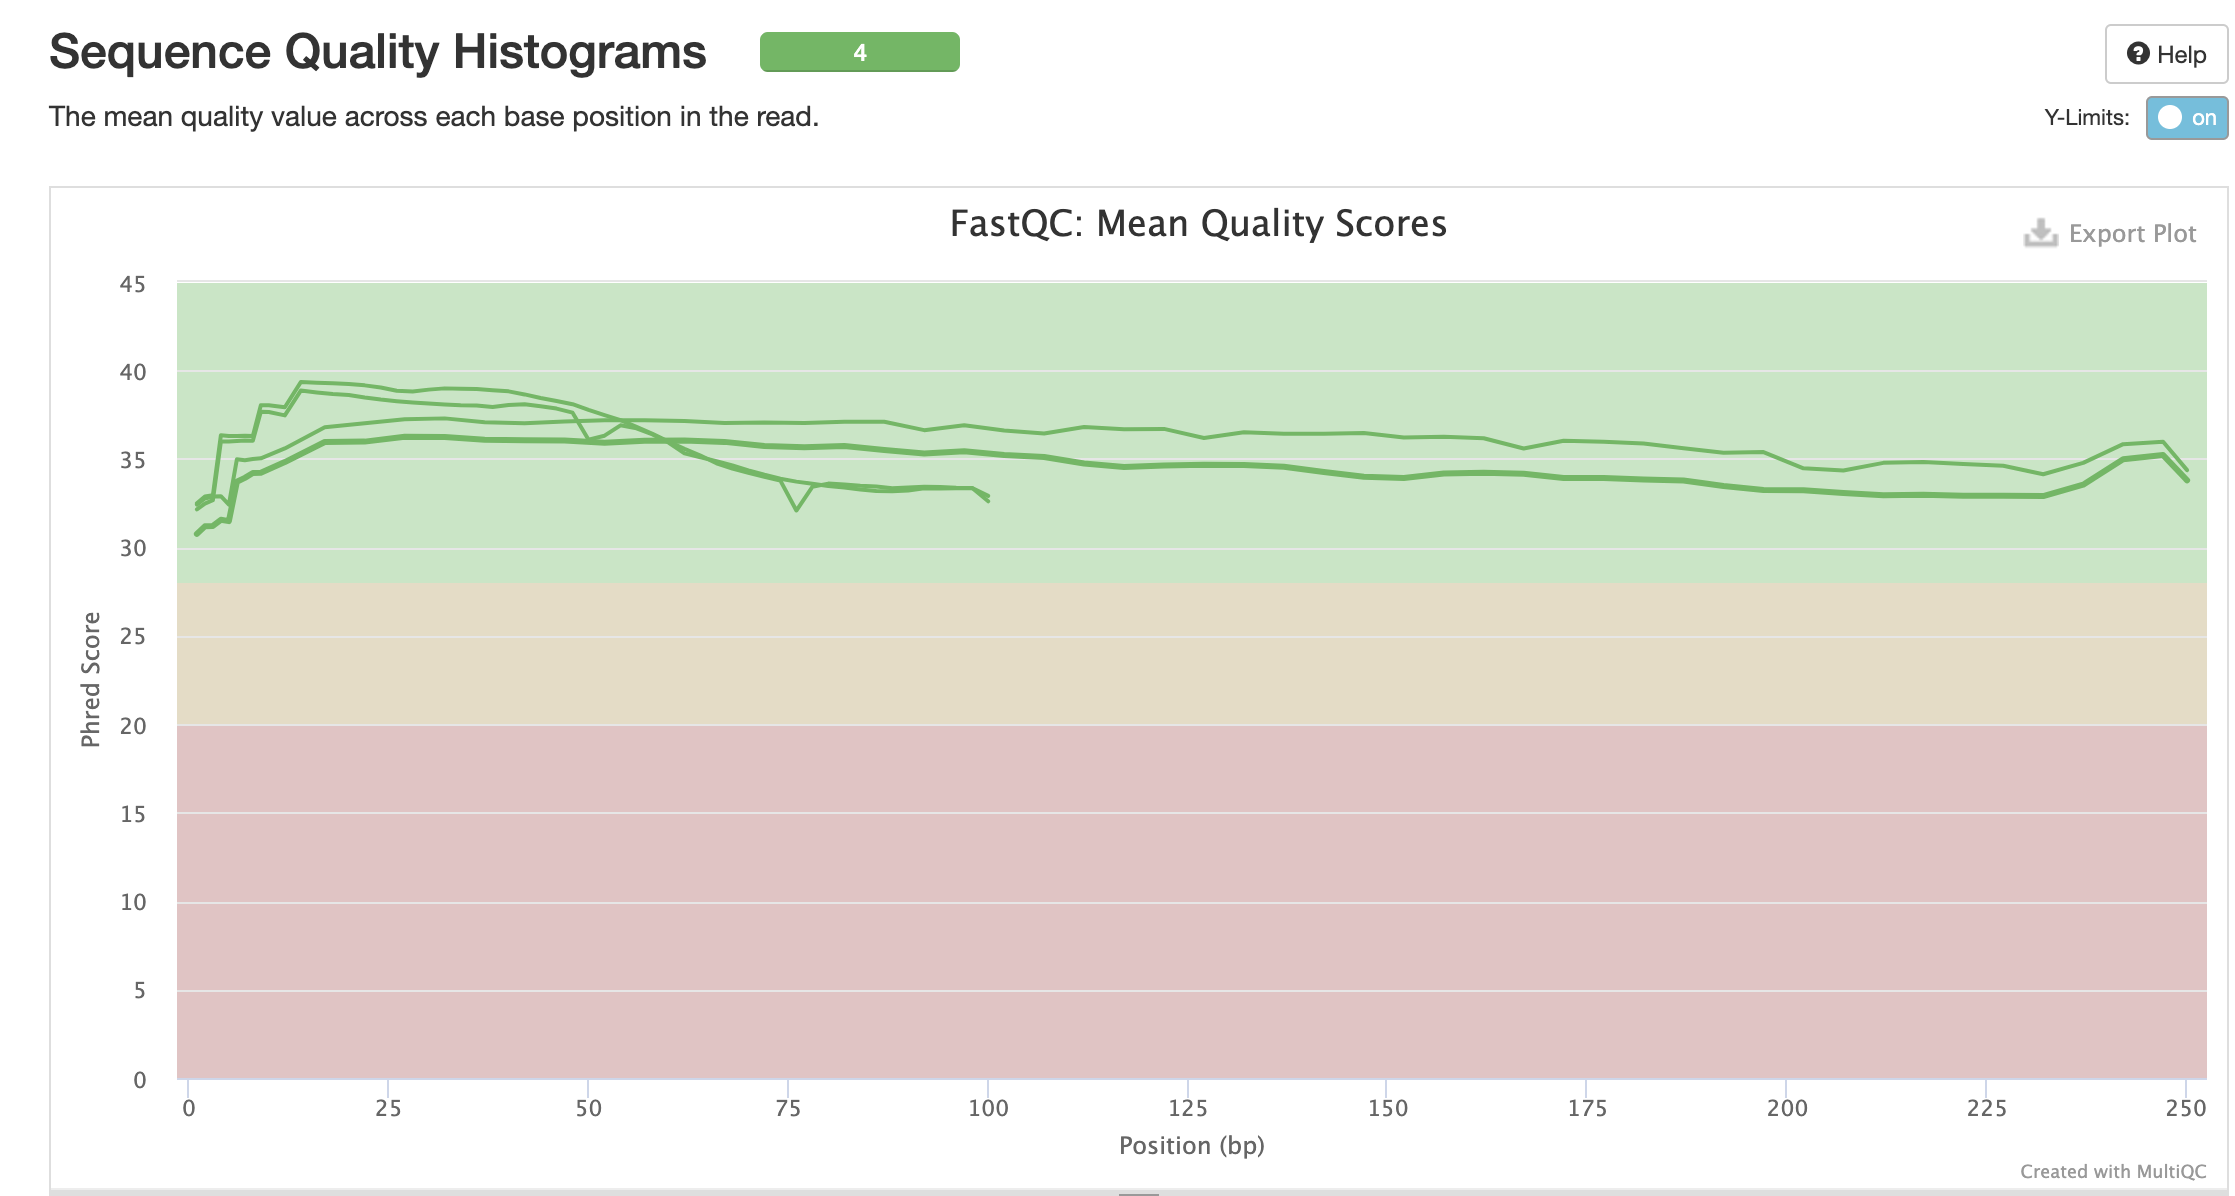 Sequence Quality Histograms
4
Help
The mean quality value across each base position in the read.
Y-Limits: on
FastQC: Mean Quality Scores
Export Plot
45
40
35
30
25
20
15
10
5
0
Phred Score
0 25 50 75 100 125 150 175 200 225 250
Position (bp)
Created with MultiQC